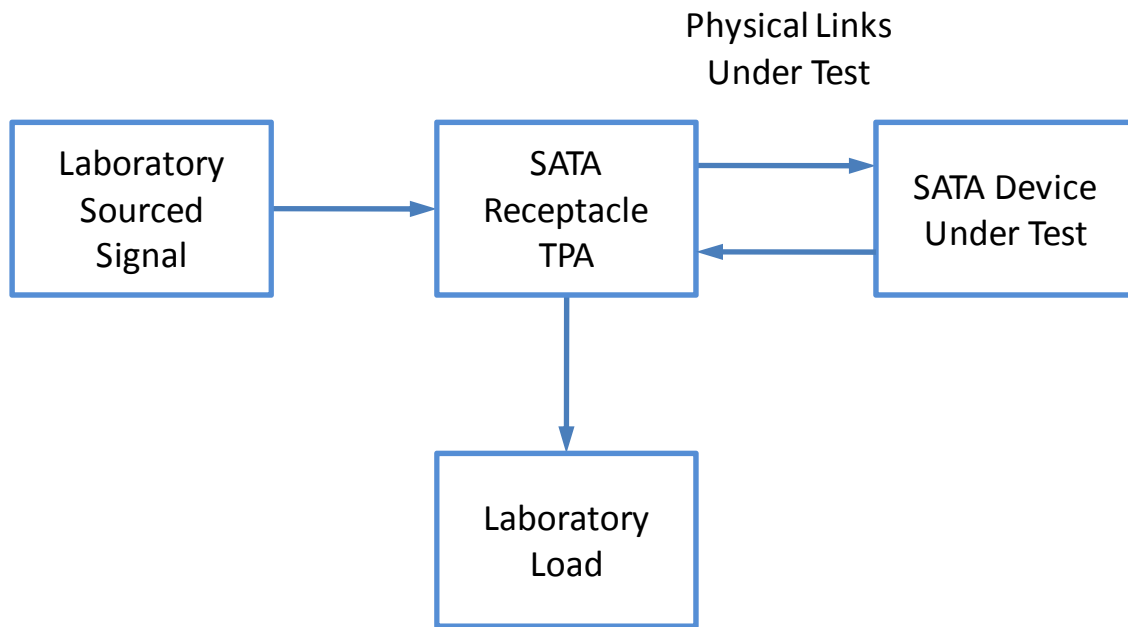 Physical Links
Under Test
Laboratory
Sourced
Signal
SATA
Receptacle
TPA
SATA Device
Under Test
Laboratory
Load